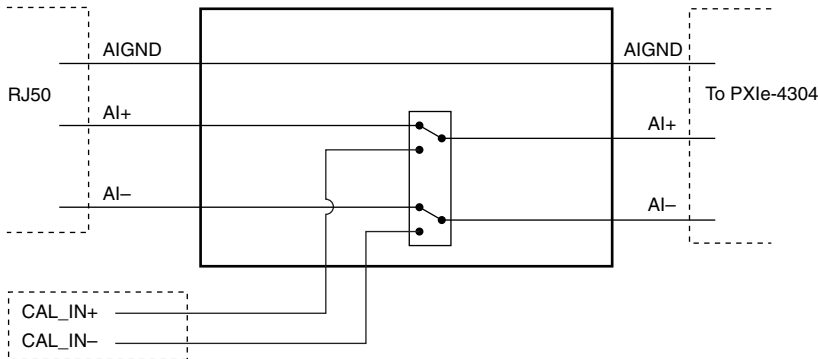 AIGND
AIGND
RJ50
To PXIe-4304
AI+
AI+
AI–
AI–
CAL_IN+
CAL_IN–